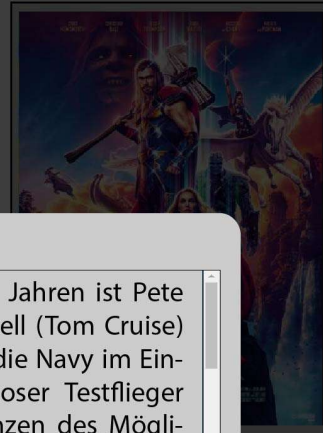 Jahren ist Pete
ell (Tom Cruise)
die Navy im Ein-
oser Testflieger
nzen des Mögli-